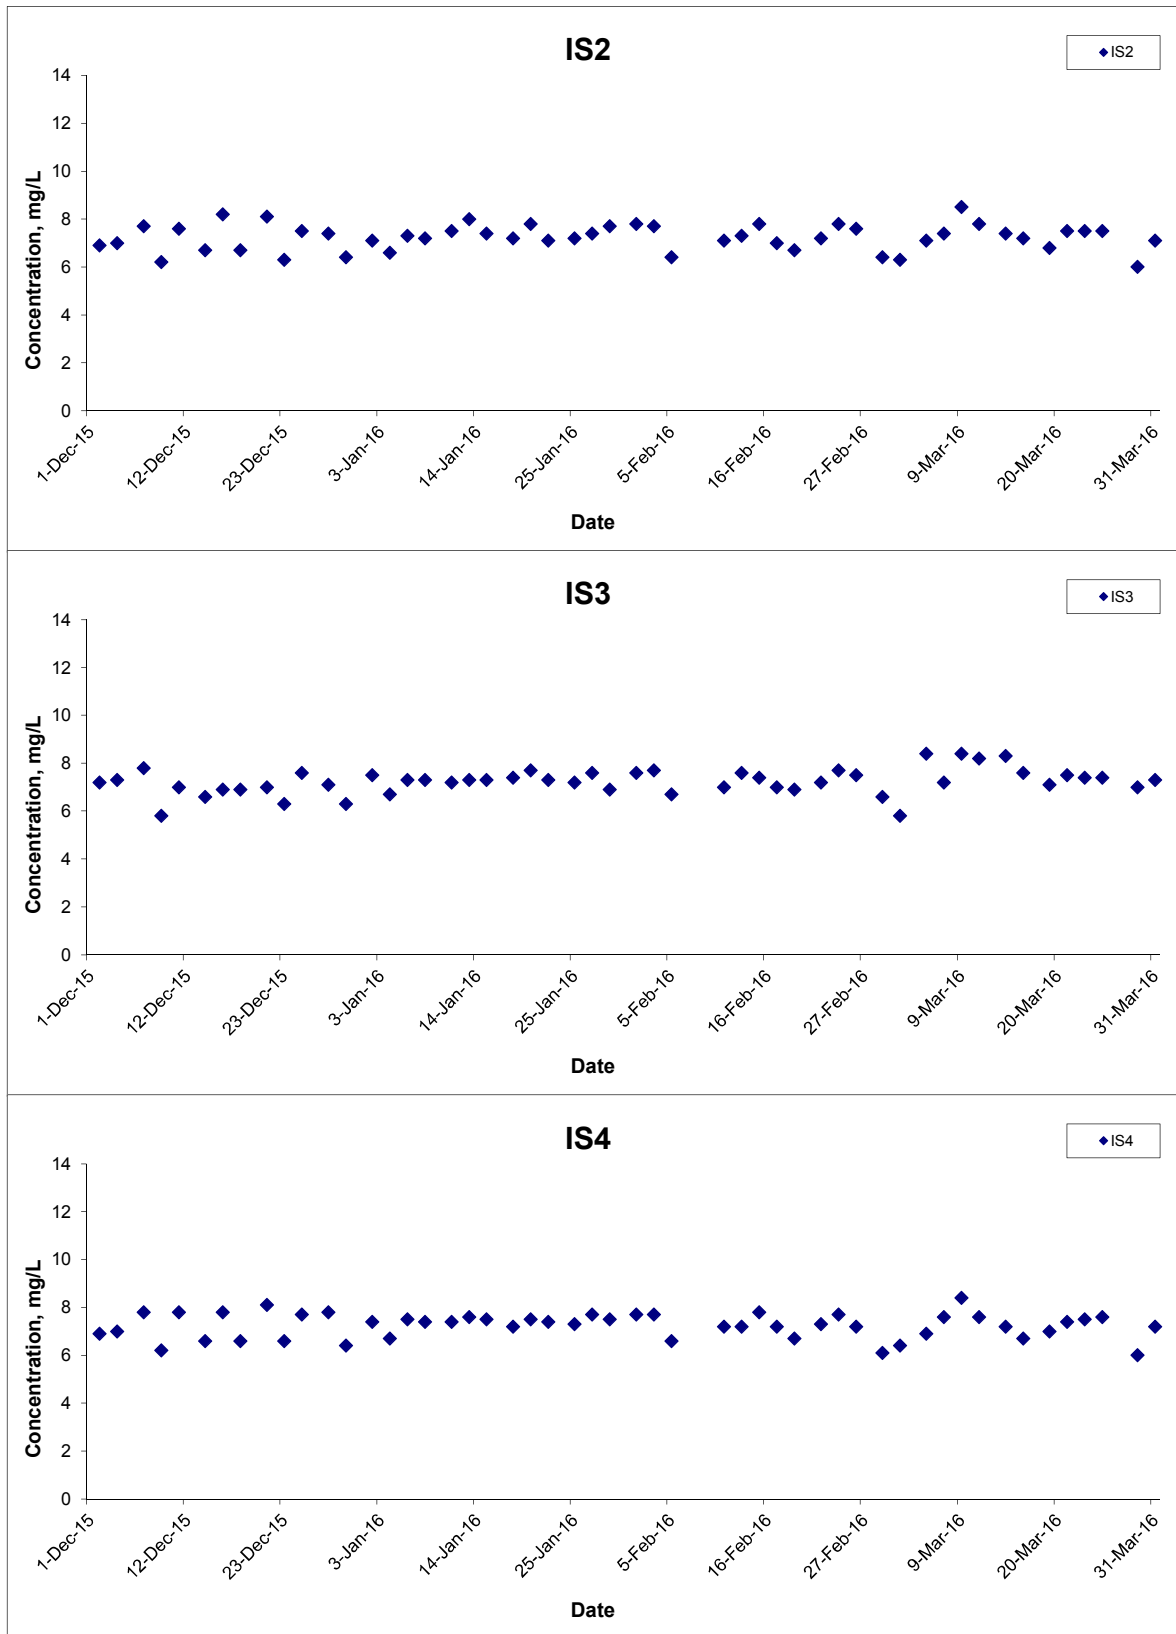 IS2
IS2
14
12
10
8
6
4
2
0
Concentration, mg/L
1-Dec-15
12-Dec-15
23-Dec-15
3-Jan-16
14-Jan-16
25-Jan-16
5-Feb-16
16-Feb-16
27-Feb-16
9-Mar-16
20-Mar-16
31-Mar-16
Date
IS3
IS3
14
12
10
8
6
4
2
0
Concentration, mg/L
1-Dec-15
12-Dec-15
23-Dec-15
3-Jan-16
14-Jan-16
25-Jan-16
5-Feb-16
16-Feb-16
27-Feb-16
9-Mar-16
20-Mar-16
31-Mar-16
Date
IS4
IS4
14
12
10
8
6
4
2
0
Concentration, mg/L
1-Dec-15
12-Dec-15
23-Dec-15
3-Jan-16
14-Jan-16
25-Jan-16
5-Feb-16
16-Feb-16
27-Feb-16
9-Mar-16
20-Mar-16
31-Mar-16
Date